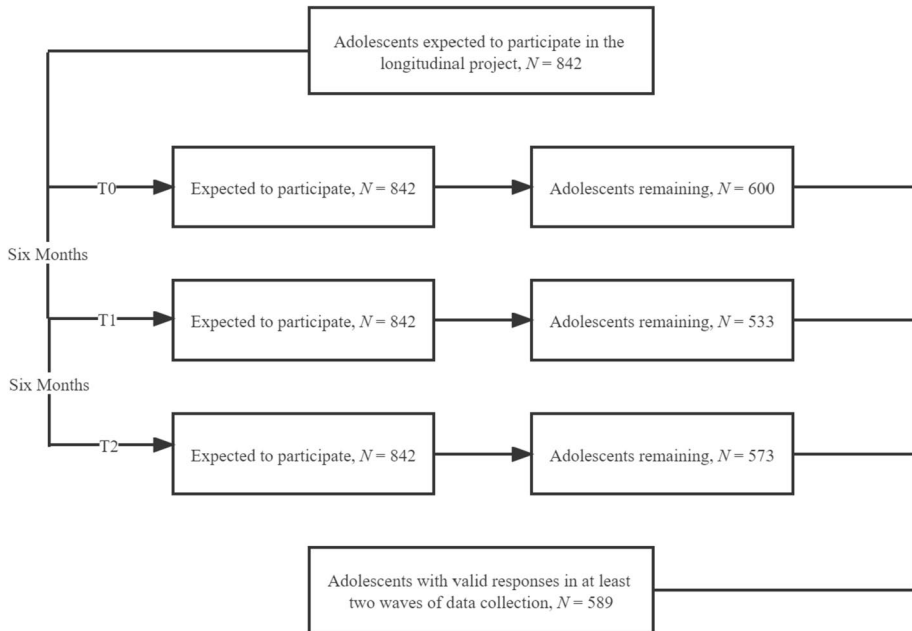 Adolescents expected to participate in the
longitudinal project, N = 842
T0
Expected to participate, N = 842
Adolescents remaining, N = 600
Six Months
T1
Expected to participate, N = 842
Adolescents remaining, N = 533
Six Months
T2
Expected to participate, N = 842
Adolescents remaining, N = 573
Adolescents with valid responses in at least
two waves of data collection, N = 589